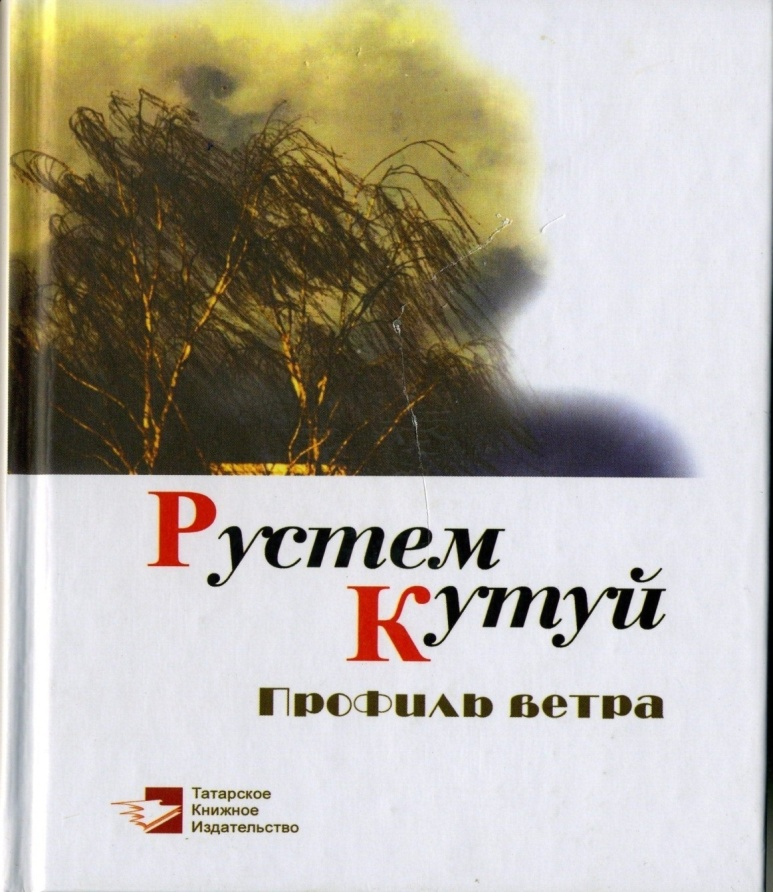 Рустем
Кутуй
Профиль ветра
Татарское
Книжное
Издательство